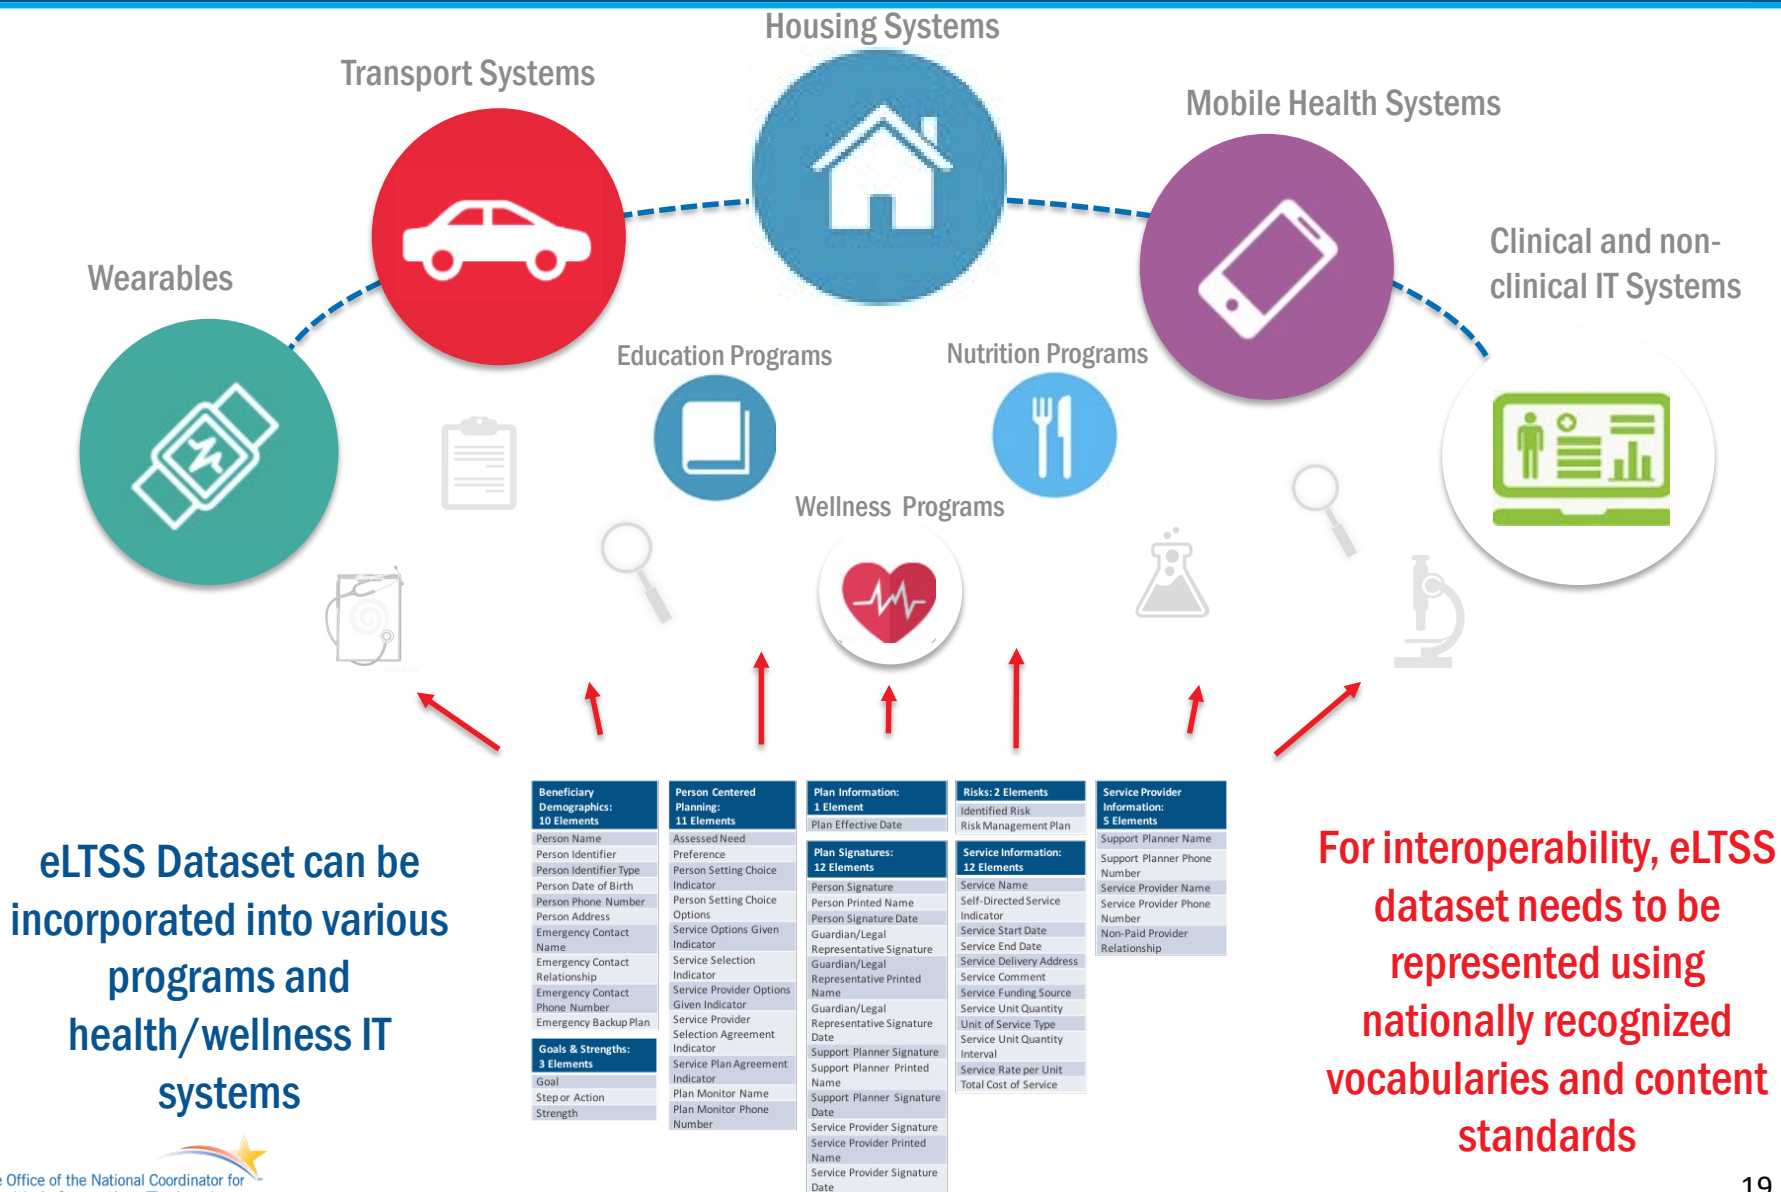 Housing Systems
Transport Systems
Mobile Health Systems
Clinical and non-
clinical IT Systems
Wearables
Education Programs
Nutrition Programs
Wellness Programs
Beneficiary
Demographics:
10 Elements
Person Name
Person Identifier
Person Identifier Type
Person Date of Birth
Person Phone Number
Person Address
Emergency Contact
Name
Emergency Contact
Relationship
Emergency Contact
Phone Number
Emergency Backup Plan
Goals & Strengths:
3 Elements
Goal
Step or Action
Strength
Person Centered
Planning:
11 Elements
Assessed Need
Preference
Person Setting Choice
Indicator
Person Setting Choice
Options
Service Options Given
Indicator
Service Selection
Indicator
Service Provider Options
Given Indicator
Service Provider
Selection Agreement
Indicator
Service Plan Agreement
Indicator
Plan Monitor Name
Plan Monitor Phone
Number
Plan Information:
1 Element
Plan Effective Date
Plan Signatures:
12 Elements
Person Signature
Person Printed Name
Person Signature Date
Guardian/Legal
Representative Signature
Guardian/Legal
Representative Printed
Name
Guardian/Legal
Representative Signature
Date
Support Planner Signature
Support Planner Printed
Name
Support Planner Signature
Date
Service Provider Signature
Service Provider Printed
Name
Service Provider Signature
Date
Risks: 2 Elements
Identified Risk
Risk Management Plan
Service Information:
12 Elements
Service Name
Self-Directed Service
Indicator
Service Start Date
Service End Date
Service Delivery Address
Service Comment
Service Funding Source
Service Unit Quantity
Unit of Service Type
Service Unit Quantity
Interval
Service Rate per Unit
Total Cost of Service
Service Provider
Information:
5 Elements
Support Planner Name
Support Planner Phone
Number
Service Provider Name
Service Provider Phone
Number
Non-Paid Provider
Relationship
eLTSS Dataset can be
incorporated into various
programs and
health/wellness IT
systems
For interoperability, eLTSS
dataset needs to be
represented using
nationally recognized
vocabularies and content
standards
Office of the National Coordinator for
19